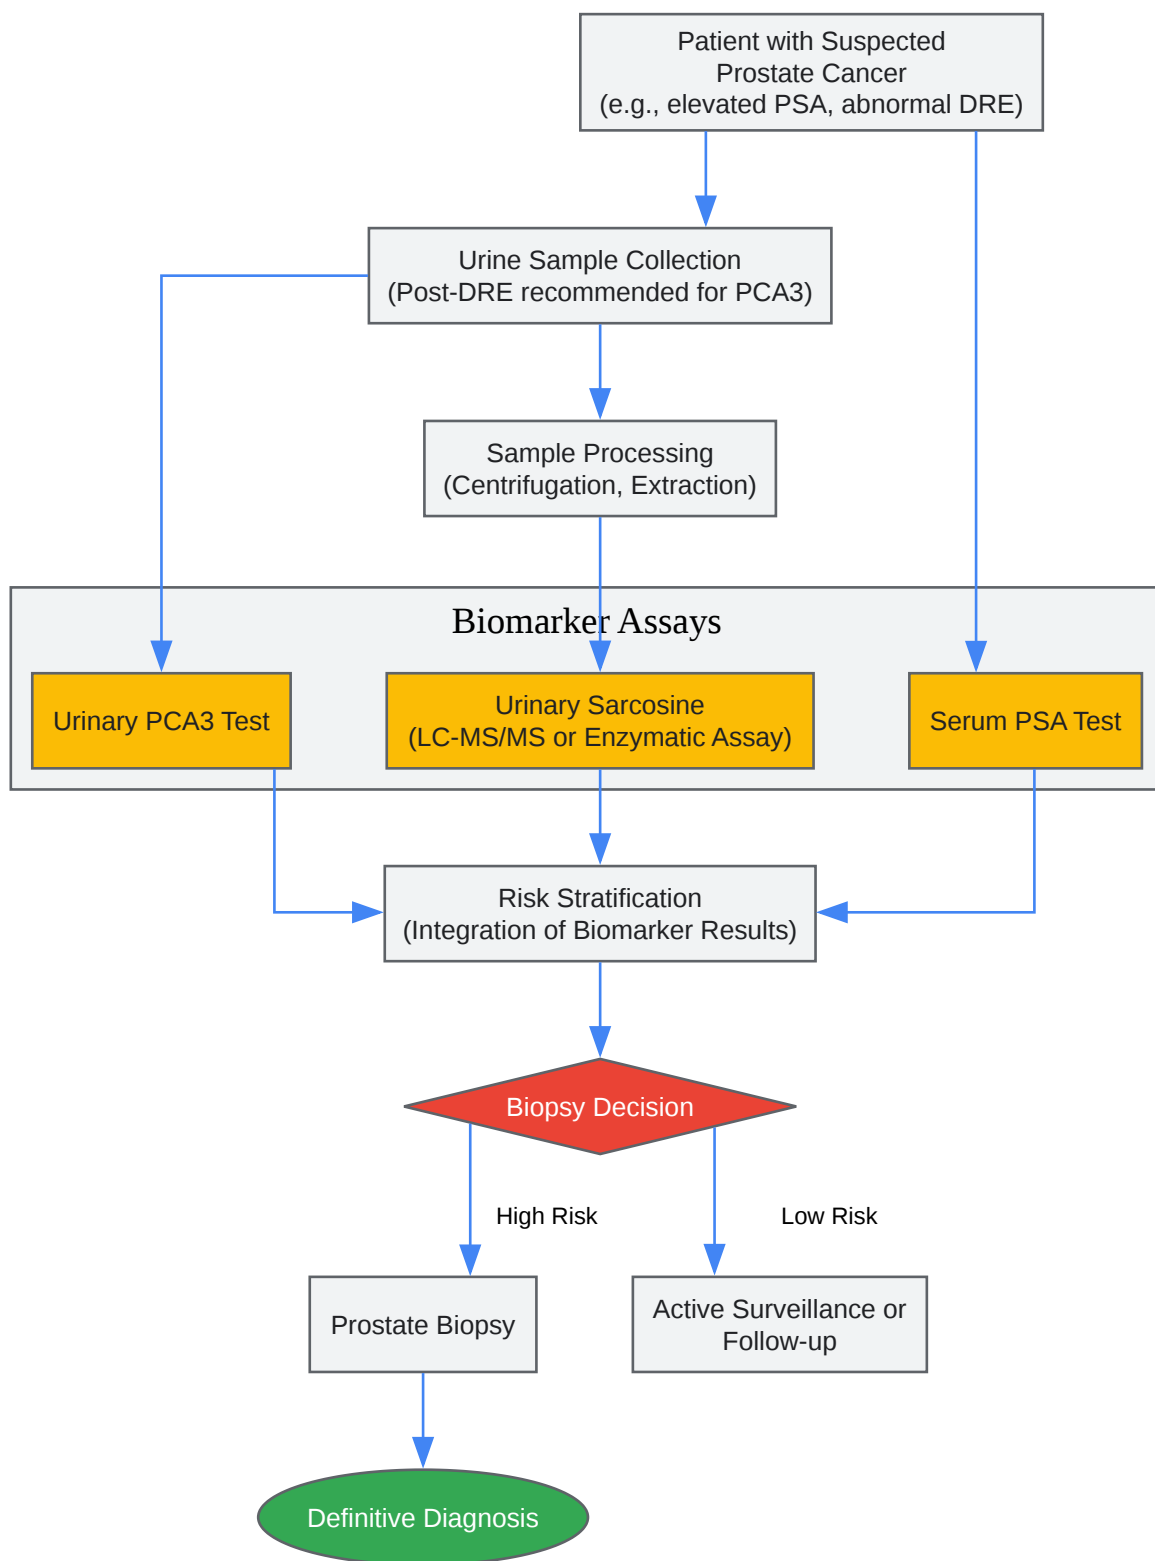 Patient with Suspected
Prostate Cancer
(e.g., elevated PSA, abnormal DRE)
Urine Sample Collection
(Post-DRE recommended for PCA3)
Sample Processing
(Centrifugation, Extraction)
Biomarker Assays
Urinary PCA3 Test
Urinary Sarcosine
(LC-MS/MS or Enzymatic Assay)
Serum PSA Test
Risk Stratification
(Integration of Biomarker Results)
Biopsy Decision
High Risk
Low Risk
Prostate Biopsy
Active Surveillance or
Follow-up
Definitive Diagnosis